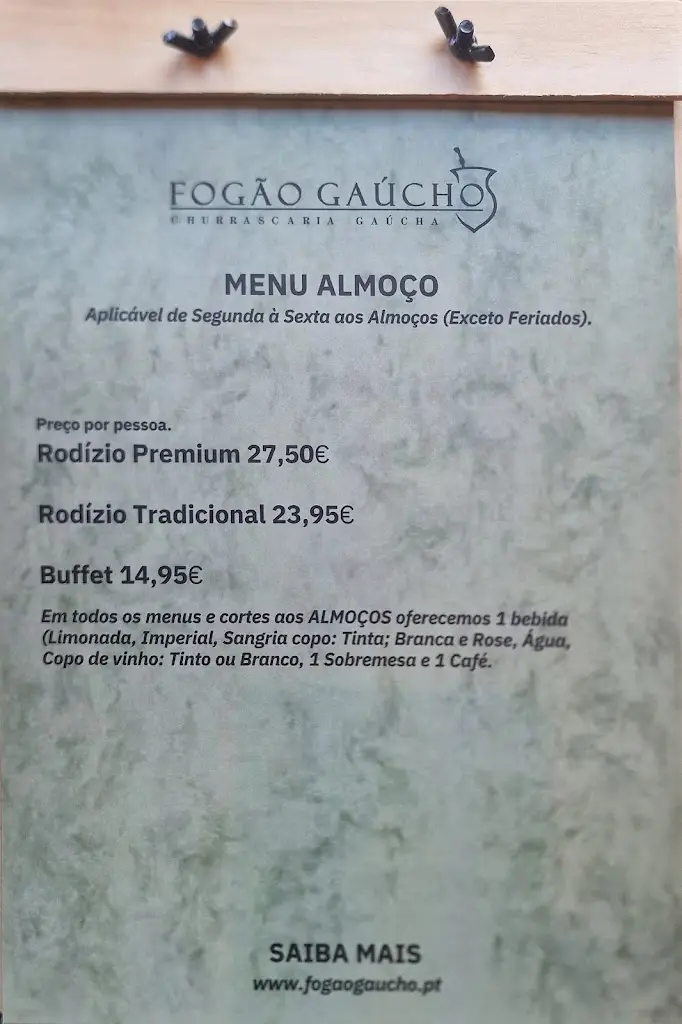 FOGÃO GAÚCHO
CHURRASCARIA GAÚCHA
MENU ALMOÇO
Aplicável de Segunda à Sexta aos Almoços (Exceto Feriados).
Preço por pessoa.
Rodízio Premium 27,50€
Rodízio Tradicional 23,95€
Buffet 14,95€
Em todos os menus e cortes aos ALMOÇOS oferecemos 1 bebida
(Limonada, Imperial, Sangria copo: Tinta; Branca e Rose, Água,
Copo de vinho: Tinto ou Branco, 1 Sobremesa e 1 Café.
SAIBA MAIS
www.fogaogaucho.pt